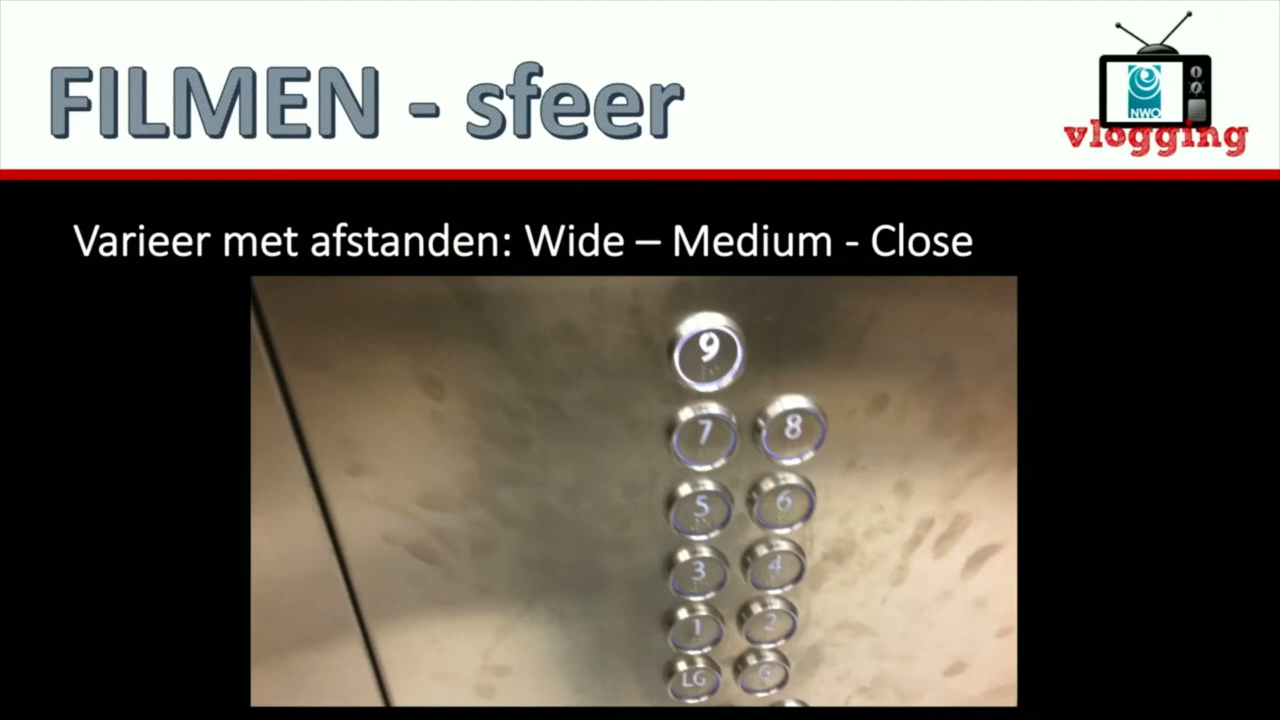 FILMEN - sfeer
NWO
vlogging
Varieer met afstanden: Wide – Medium - Close
9
7 8
5 6
3 4
1 2
LG G